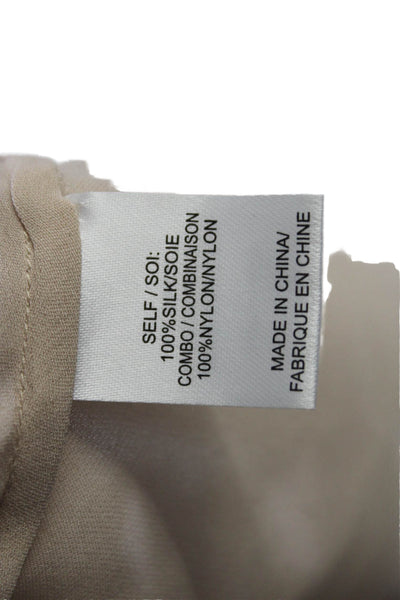 SELF / SOI:
100%SILK/SOIE
COMBO / COMBINAISON
100%NYLON/NYLON
MADE IN CHINA/
FABRIQUE EN CHINE